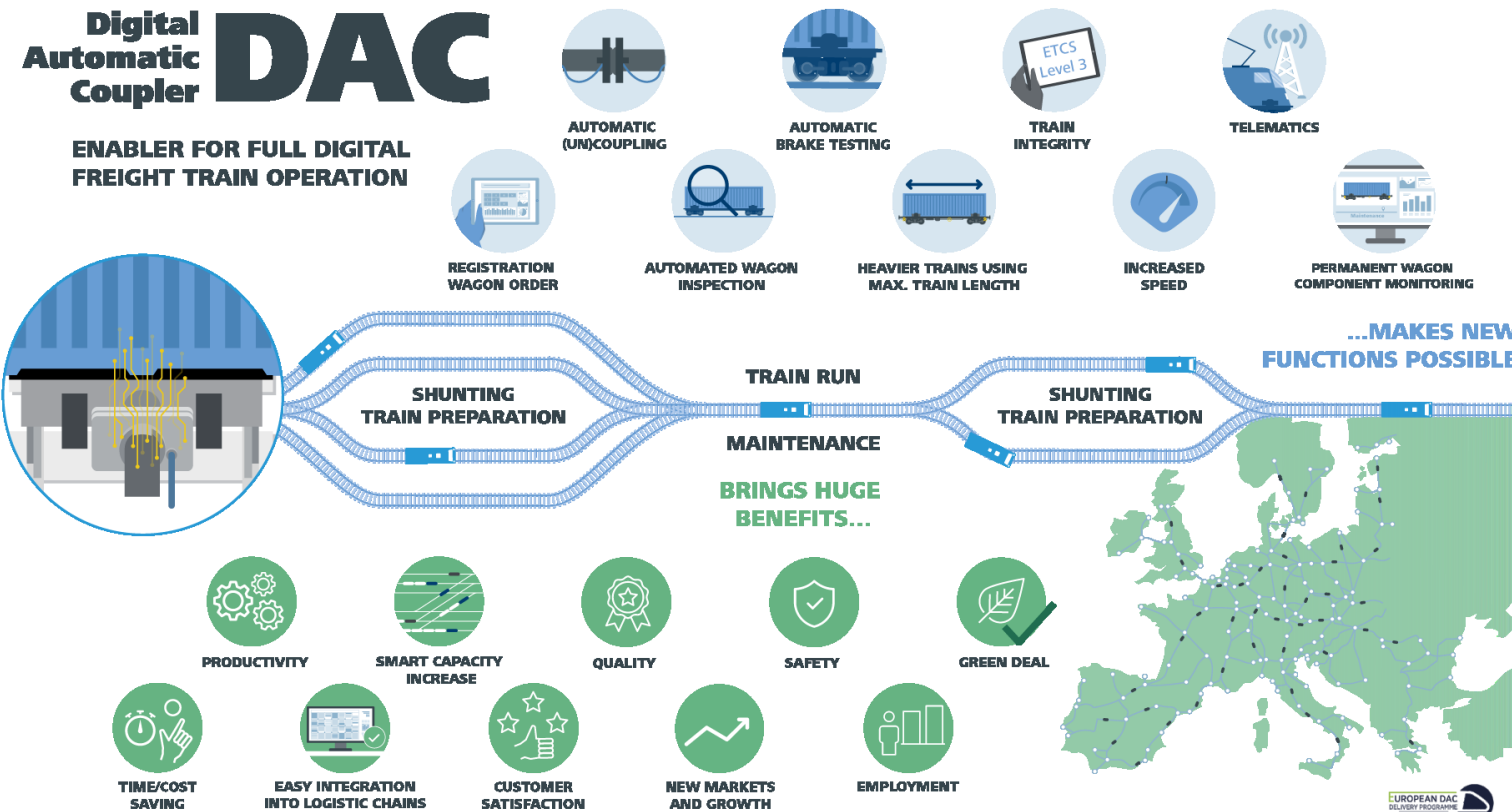 Digital
Automatic
Coupler
DAC
ENABLER FOR FULL DIGITAL
FREIGHT TRAIN OPERATION
AUTOMATIC
(UN)COUPLING
AUTOMATIC
BRAKE TESTING
ETCS
Level 3
TRAIN
INTEGRITY
TELEMATICS
REGISTRATION
WAGON ORDER
AUTOMATED WAGON
INSPECTION
HEAVIER TRAINS USING
MAX. TRAIN LENGTH
INCREASED
SPEED
Maintenance
PERMANENT WAGON
COMPONENT MONITORING
...MAKES NEW
FUNCTIONS POSSIBLE
SHUNTING
TRAIN PREPARATION
TRAIN RUN
MAINTENANCE
SHUNTING
TRAIN PREPARATION
BRINGS HUGE
BENEFITS...
PRODUCTIVITY
SMART CAPACITY
INCREASE
QUALITY
SAFETY
GREEN DEAL
TIME/COST
SAVING
EASY INTEGRATION
INTO LOGISTIC CHAINS
CUSTOMER
SATISFACTION
NEW MARKETS
AND GROWTH
EMPLOYMENT
EUROPEAN DAC
DELIVERY PROGRAMME